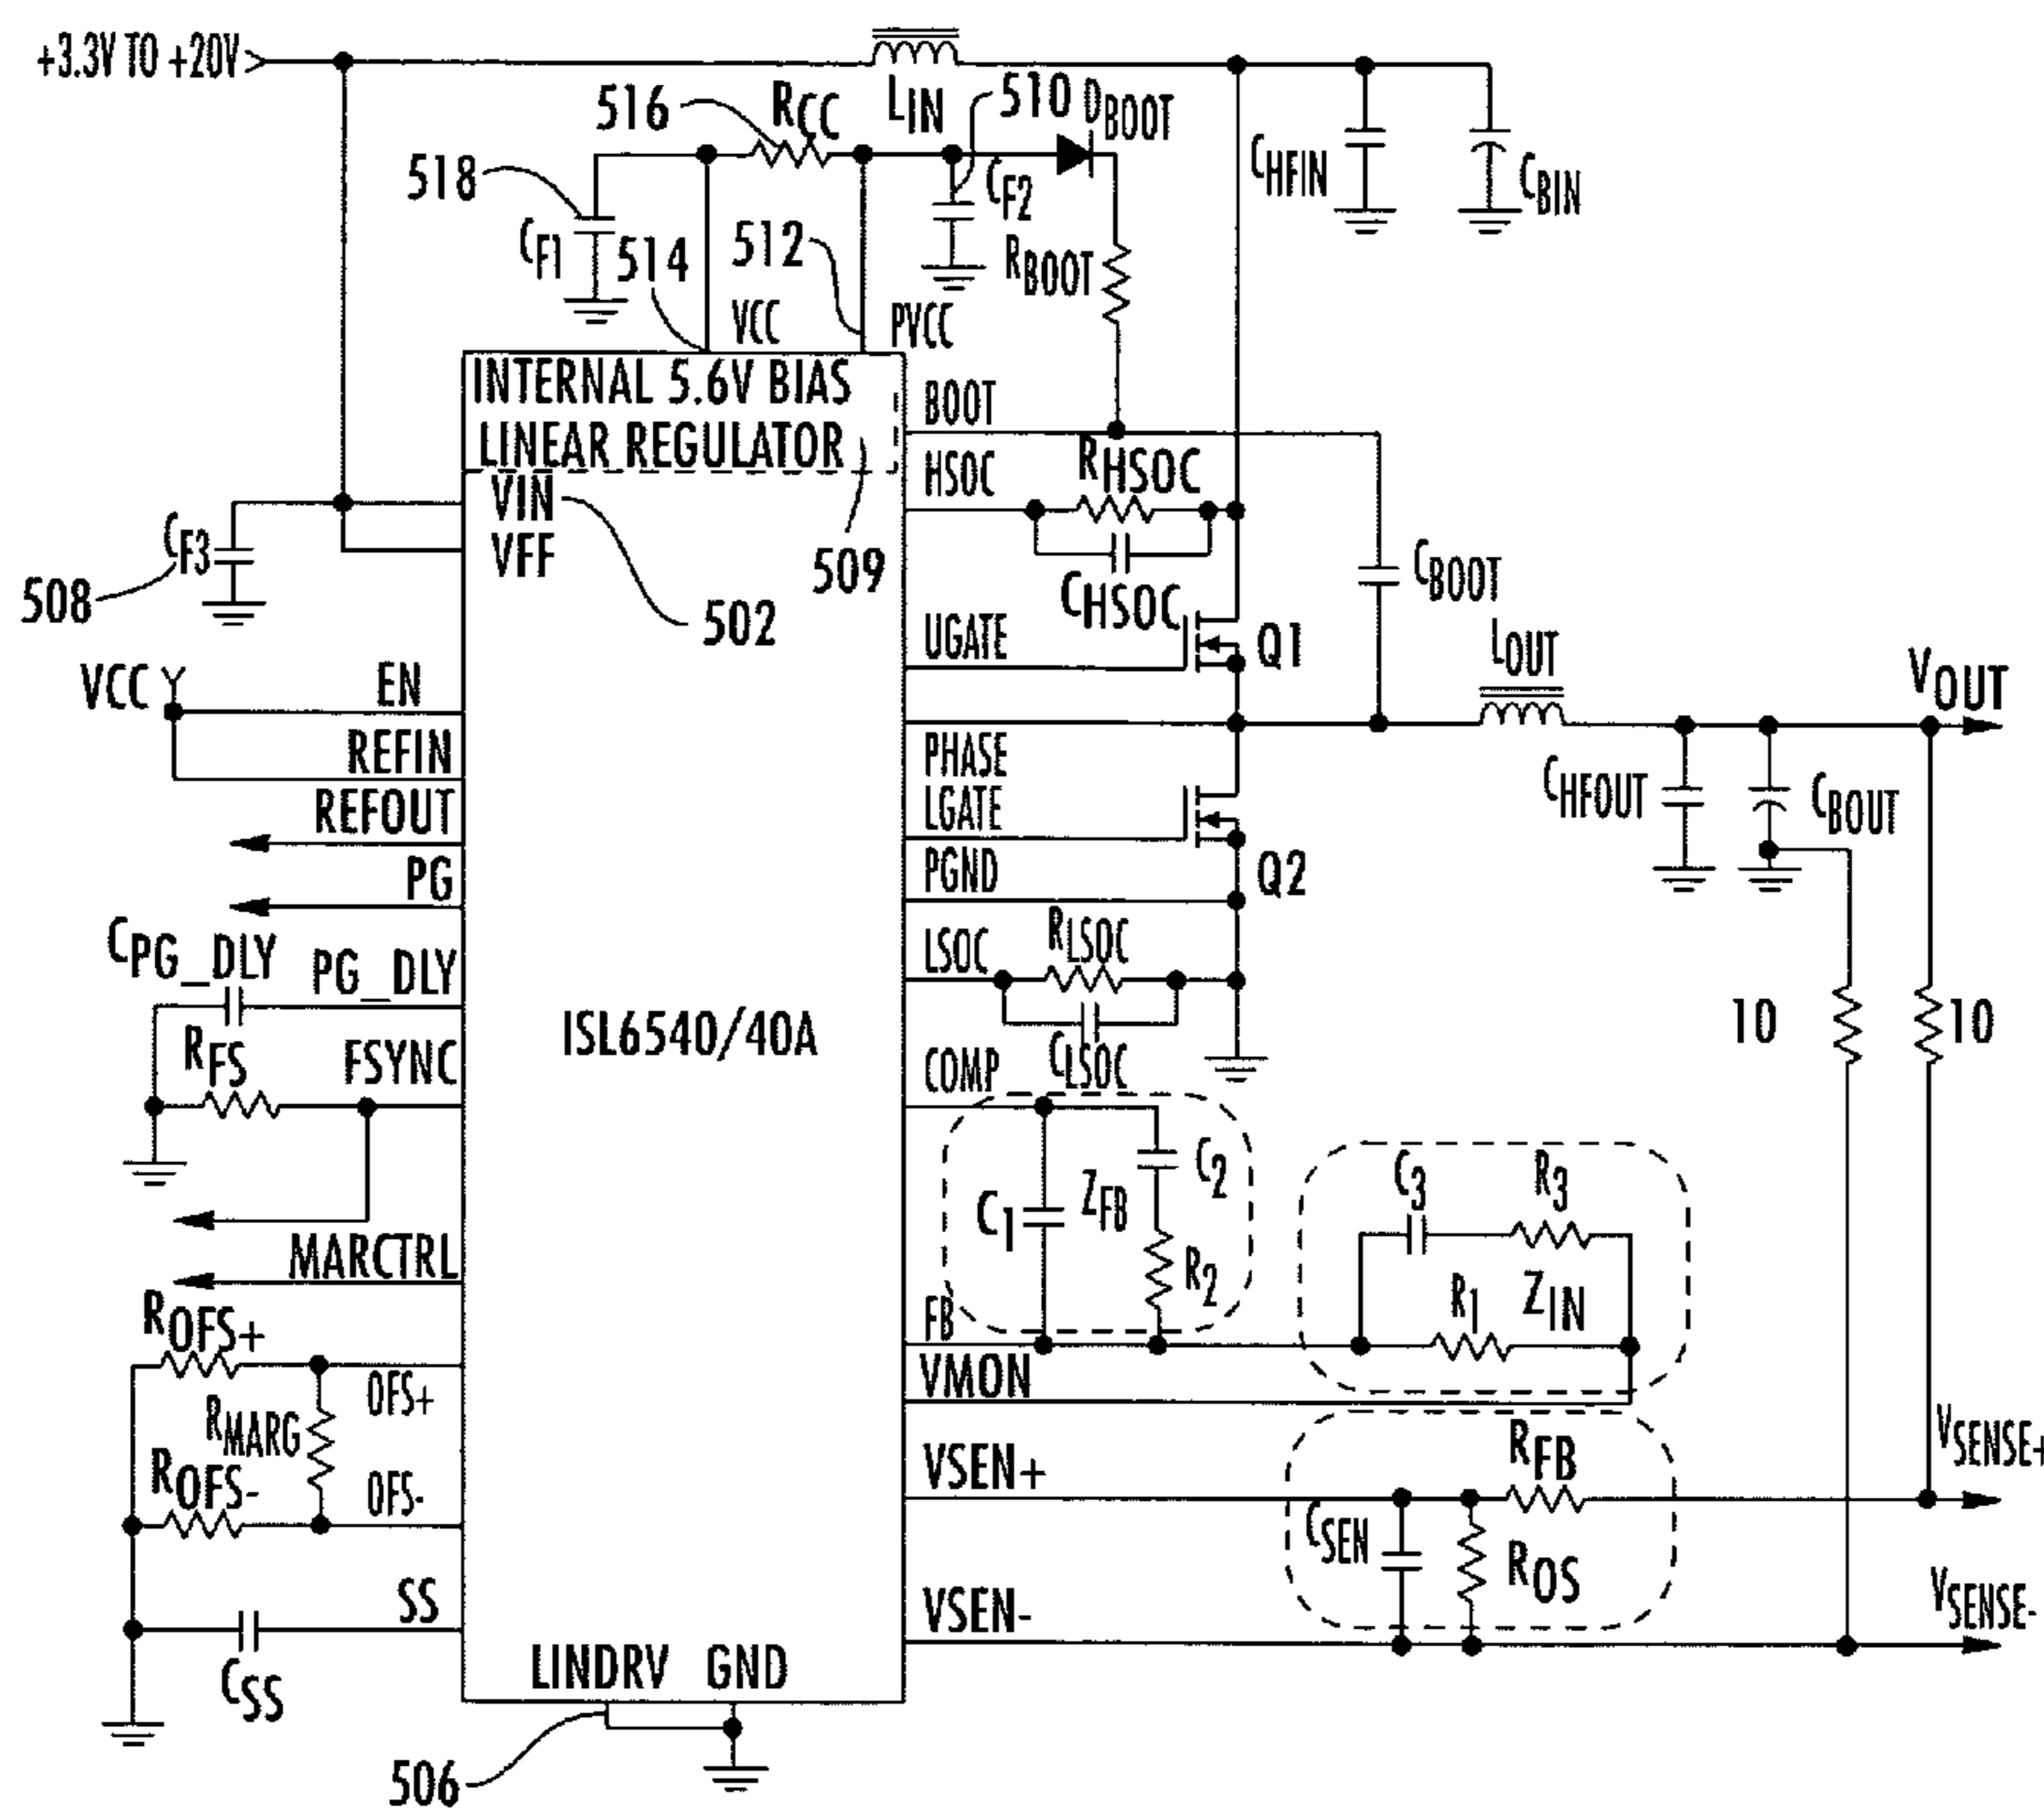 +3.3V TO +20V
LIN
510
DBOOT
516
RCC
518
CF1
514
512
CF2
RBOOT
CHFIN
CBIN
VCC
PVCC
INTERNAL 5.6V BIAS
LINEAR REGULATOR
BOOT
HSOC
RHSOC
VIN
VFF
CF3
508
509
502
CHSOC
CBOOT
UGATE
Q1
LOUT
VOUT
VCC
EN
REFIN
PHASE
REFOUT
LGATE
CHFOUT
CBOUT
PG
PGND
Q2
CPG_DLY
PG_DLY
LSOC
RLSOC
10
10
ISL6540/40A
RFS
FSYNC
COMP
CLSOC
C1
ZFB
C2
R2
C3
R3
R1
ZIN
MARCTRL
FB
VMON
ROFS+
OFS+
RMARG
ROFS-
OFS-
VSEN+
RFB
VSENSE+
CSEN
ROS
SS
VSEN-
VSENSE-
CSS
LINDRV
GND
506